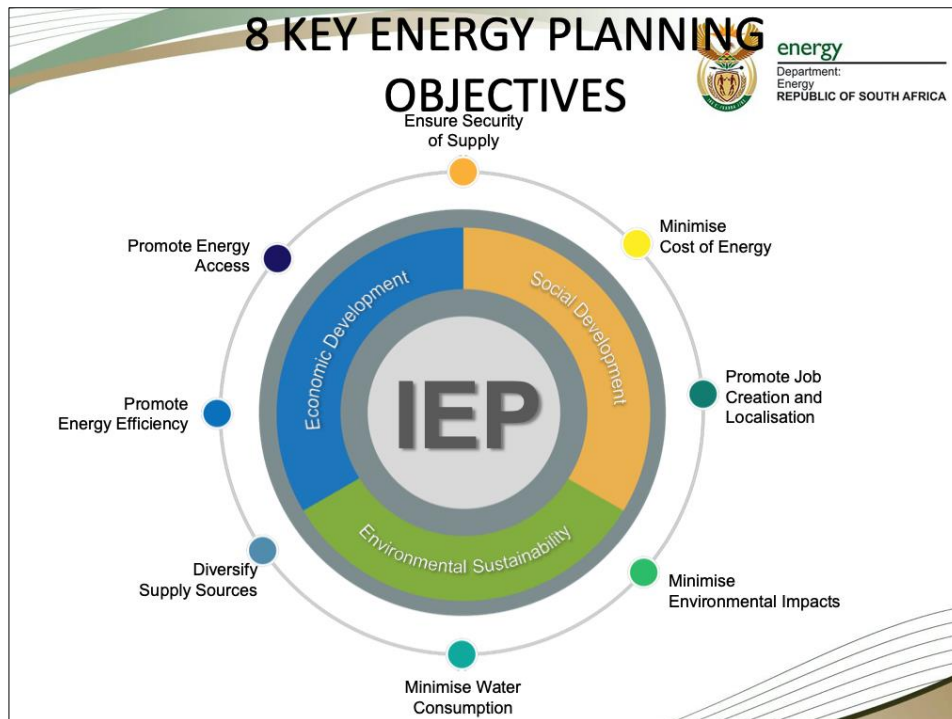 8 KEY ENERGY PLANNING
OBJECTIVES
energy
Department:
Energy
REPUBLIC OF SOUTH AFRICA
Ensure Security
of Supply
Minimise
Cost of Energy
Promote Job
Creation and
Localisation
Minimise
Environmental Impacts
Minimise Water
Consumption
Diversify
Supply Sources
Promote
Energy Efficiency
Promote Energy
Access
Economic Development
Social Development
Environmental Sustainability
IEP